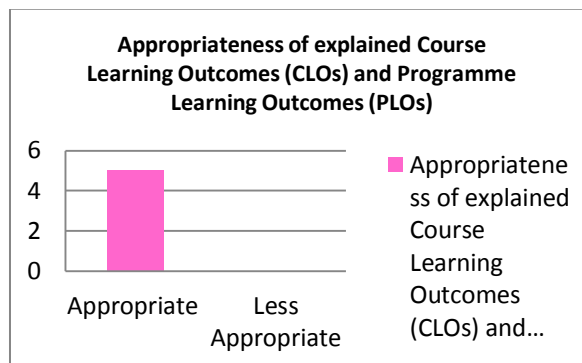 Appropriateness of explained Course
Learning Outcomes (CLOs) and Programme
Learning Outcomes (PLOs)
6
4
2
0
Appropriate
Less
Appropriate
Appropriatene
ss of explained
Course
Learning
Outcomes
(CLOs) and...